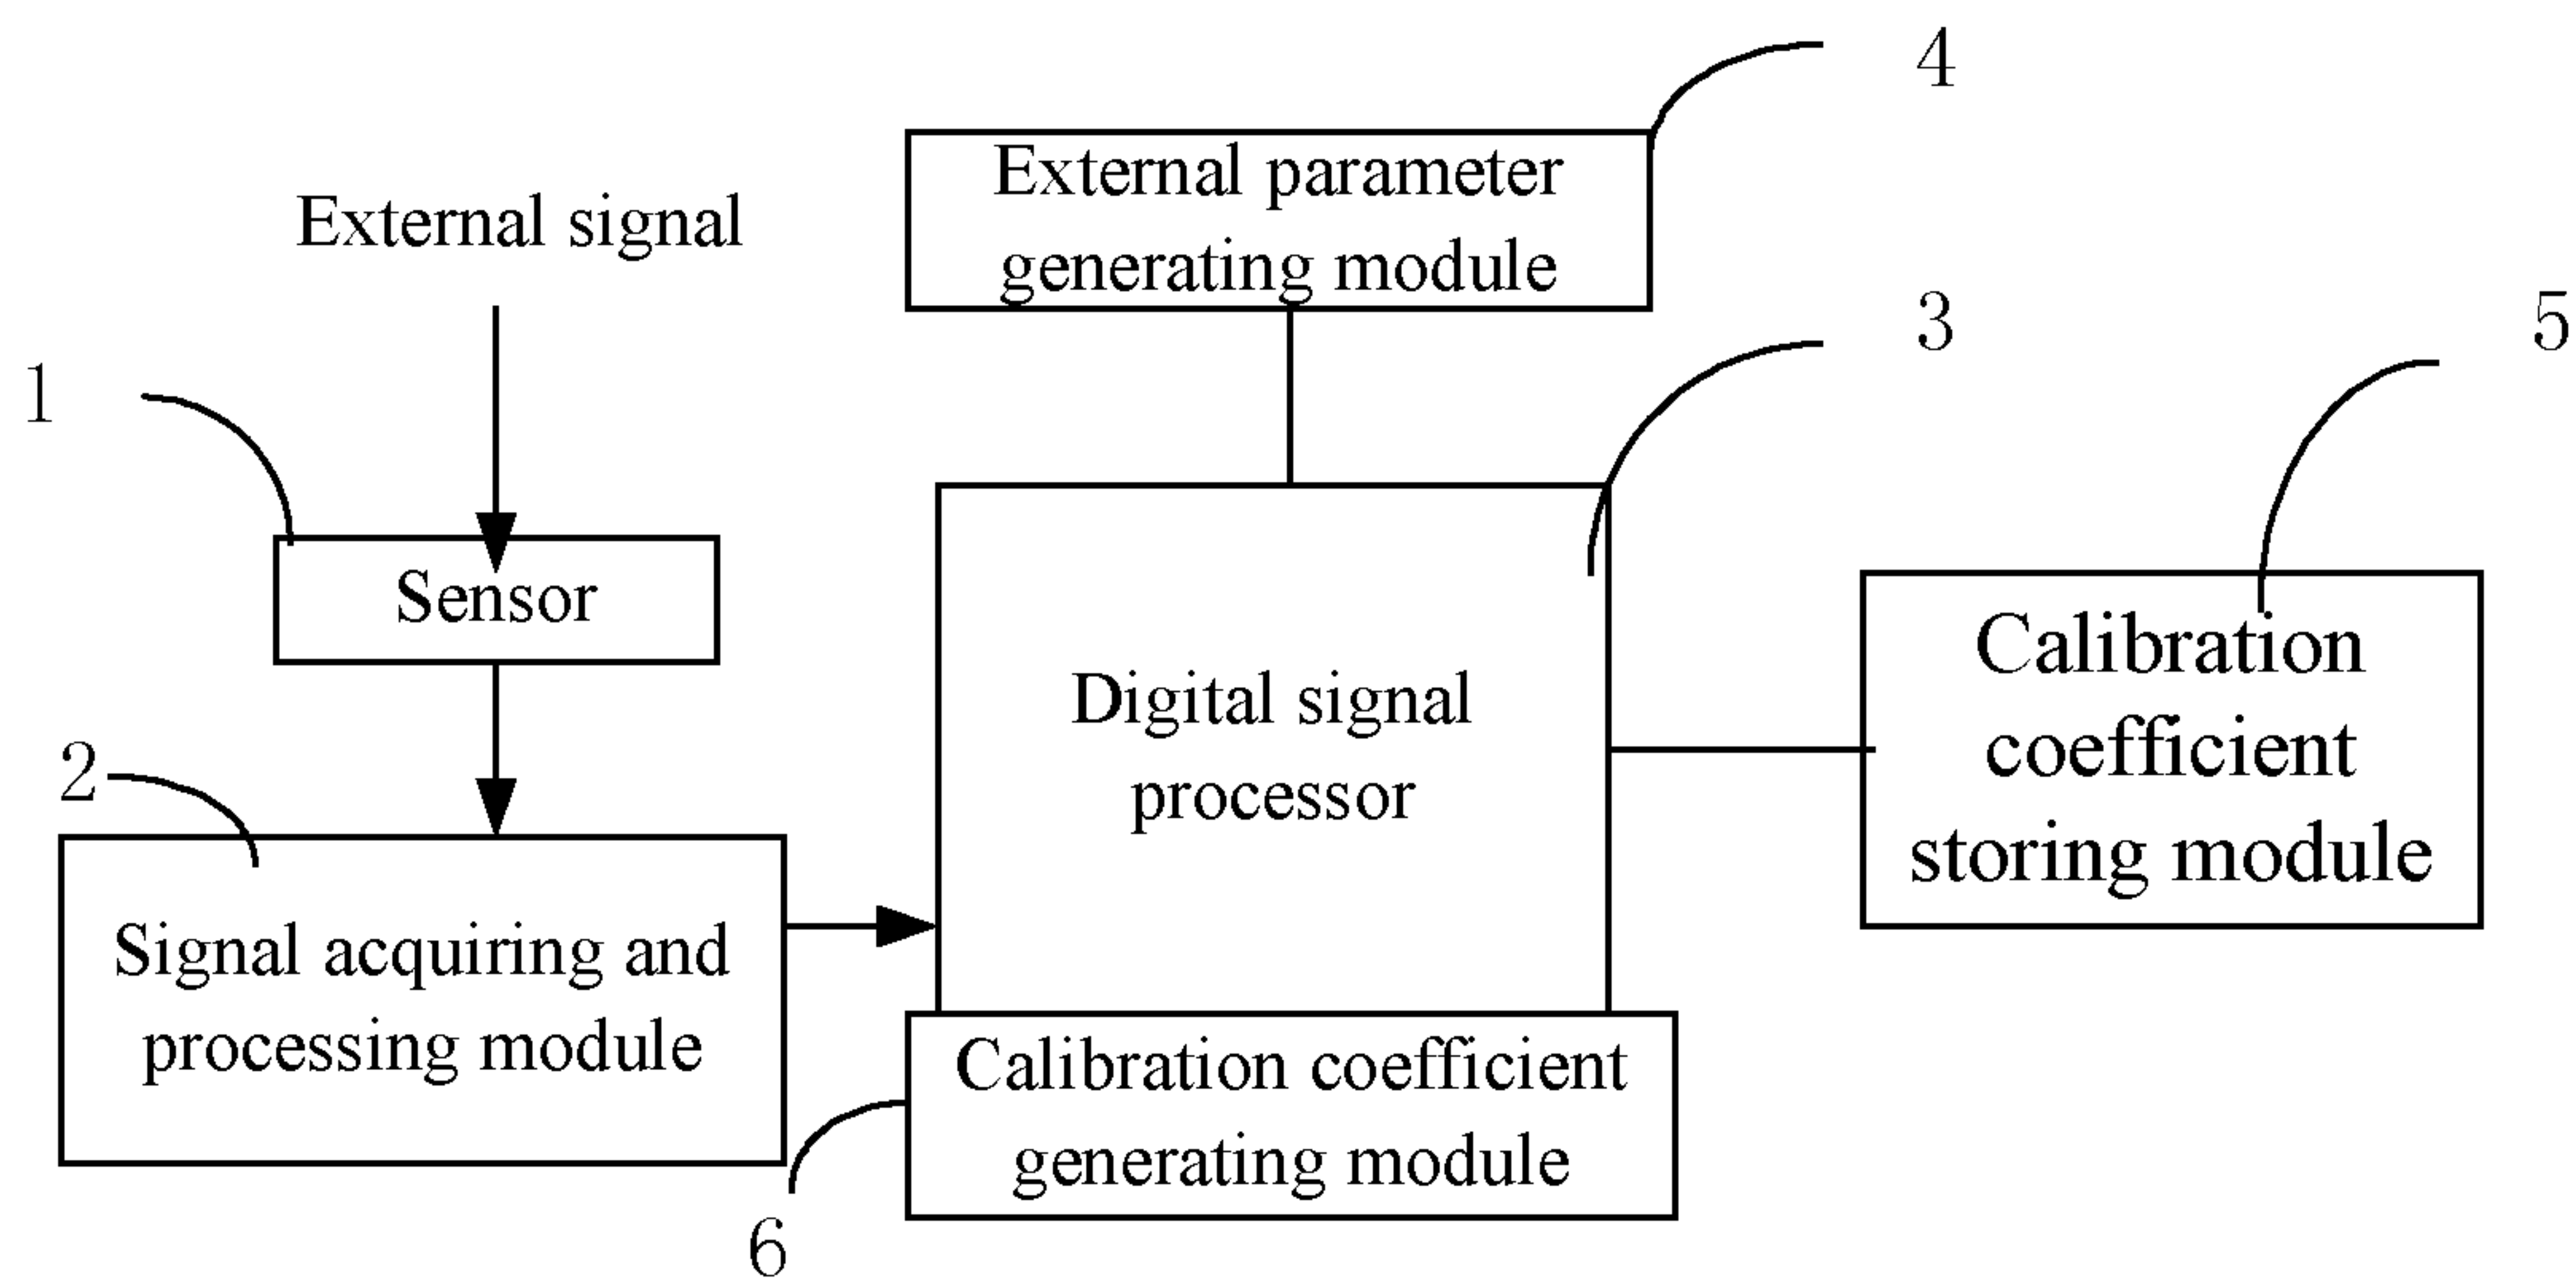 4
External parameter
generating module
External signal
3
5
1
Sensor
Calibration
coefficient
storing module
Digital signal
processor
2
Signal acquiring and
processing module
Calibration coefficient
generating module
6